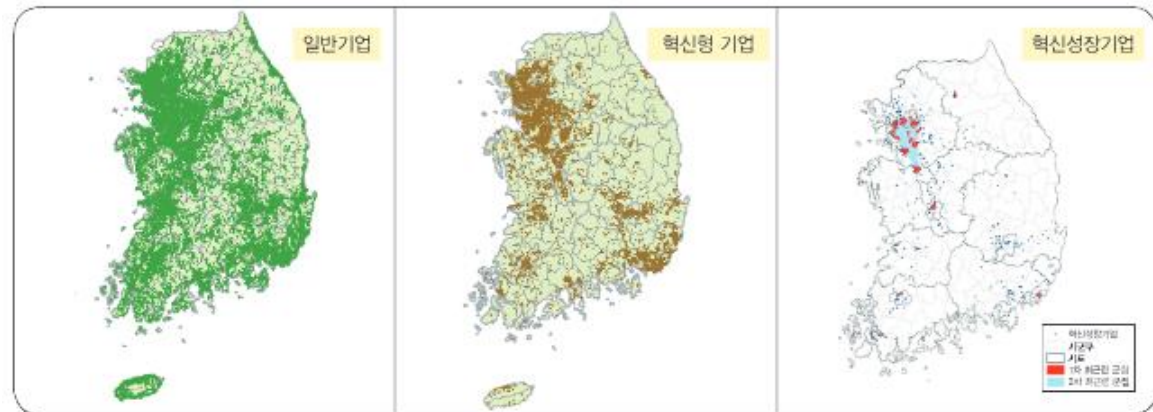 일반기업
혁신형 기업
혁신성장기업
혁신성장기업
시군구
시도
1차 최근린 군집
2차 최근린 군집